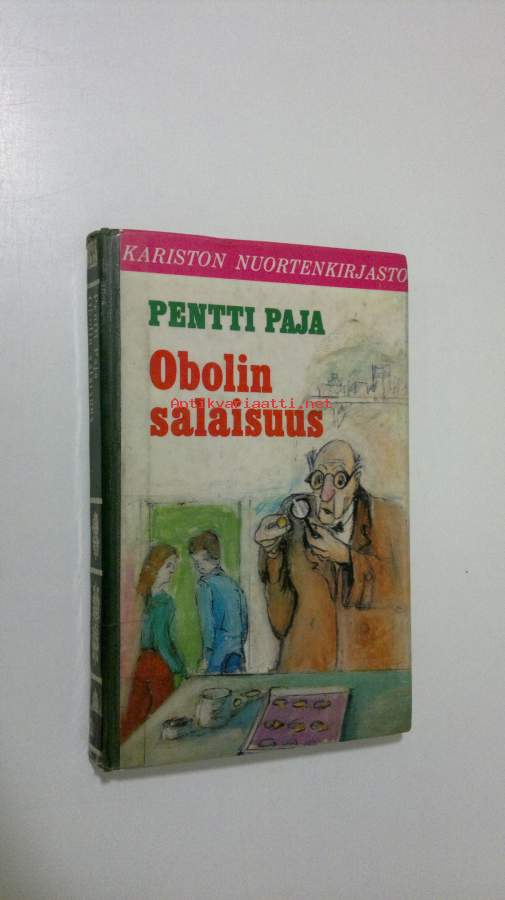 KARISTON NUORTENKIRJASTO
PENTTI PAJA
Obolin
Antikvariaatti.net
salaisuus